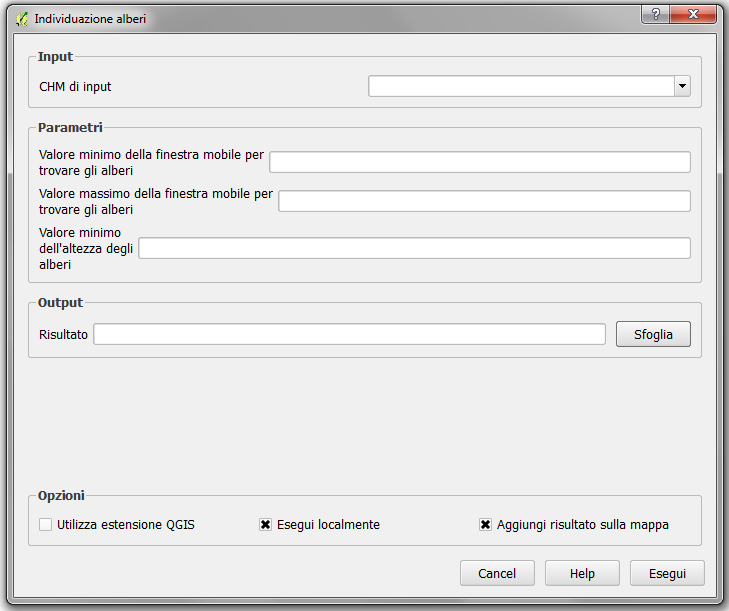 Individuazione alberi
?
Input
CHM di input
Parametri
Valore minimo della finestra mobile per
trovare gli alberi
Valore massimo della finestra mobile per
trovare gli alberi
Valore minimo
dell'altezza degli
alberi
Output
Risultato
Sfoglia
Opzioni
Utilizza estensione QGIS
Esegui localmente
Aggiungi risultato sulla mappa
Cancel
Help
Esegui